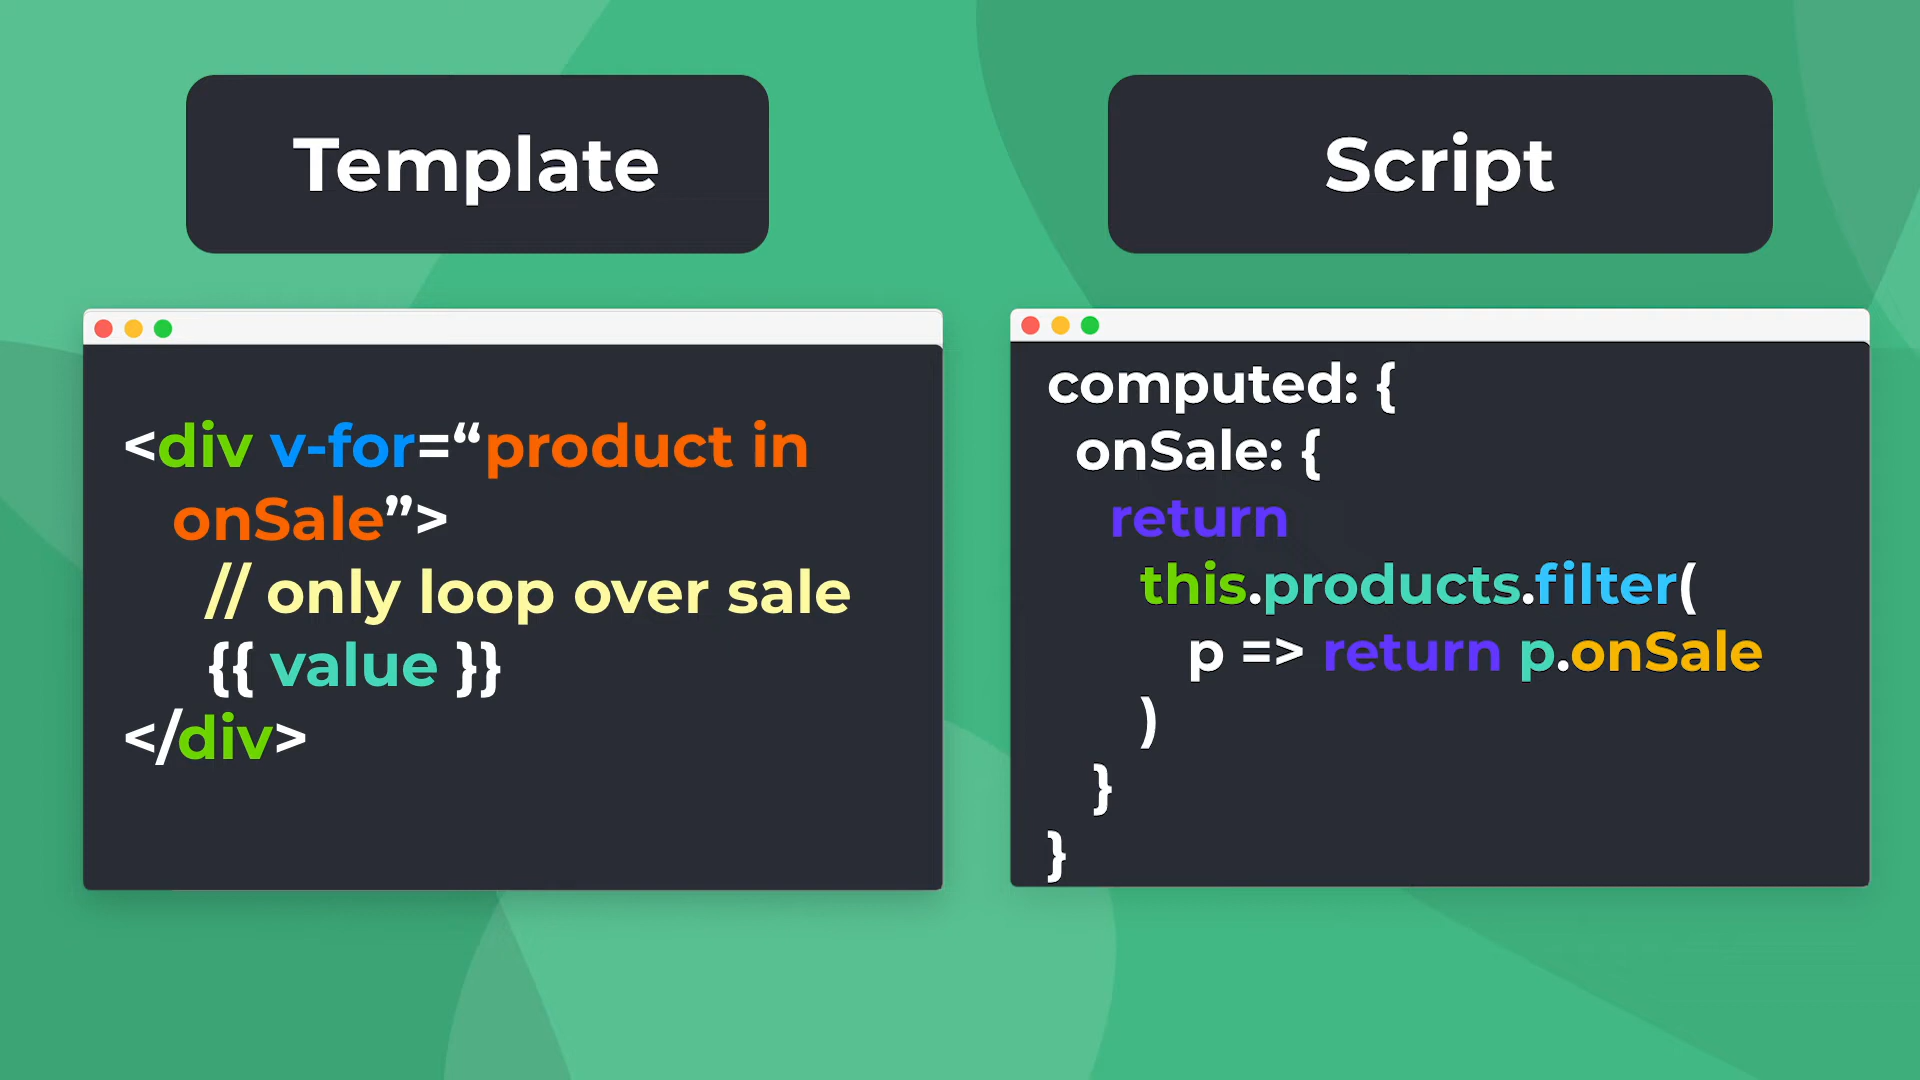 Template
<div v-for=“product in
onSale”>
// only loop over sale
{{ value }}
</div>
Script
computed: {
onSale: {
return
this.products.filter(
p => return p.onSale
)
}
}